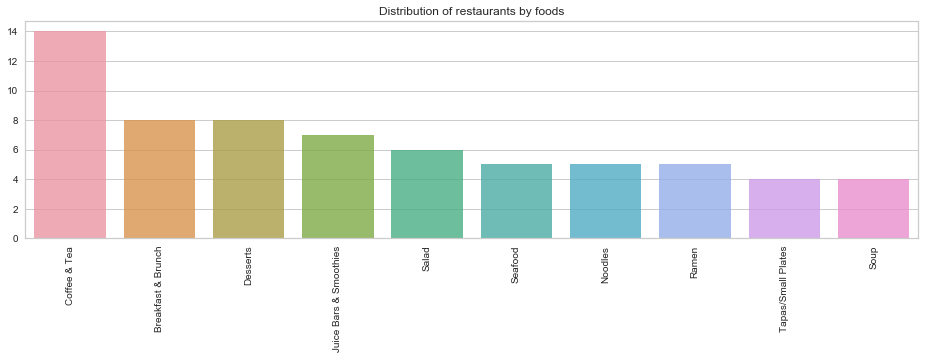 Distribution of restaurants by foods
14
12
10
8
6
4
2
0
Coffee & Tea
Breakfast & Brunch
Desserts
Juice Bars & Smoothies
Salad
Seafood
Noodles
Ramen
Tapas/Small Plates
Soup